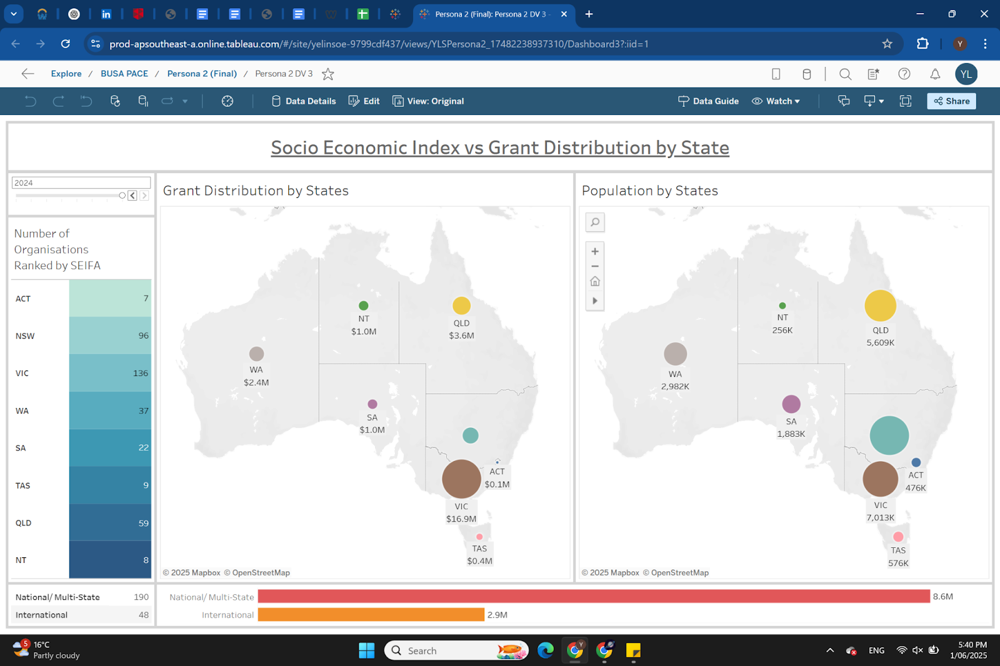 Persona 2 (Final): Persona 2 DV 3 -
prod-apsoutheast-a.online.tableau.com/#/site/yelinsoe-9799cdf437/views/YLSPersona2_17482238937310/Dashboard3?:iid=1
Y
Explore / BUSA PACE / Persona 2 (Final) / Persona 2 DV 3
YL
Data Details
Edit
View: Original
Data Guide
Watch
Share
Socio Economic Index vs Grant Distribution by State
2024
Number of
Organisations
Ranked by SEIFA
ACT 7
NSW 96
VIC 136
WA 37
SA 22
TAS 9
QLD 59
NT 8
National/ Multi-State 190
International 48
Grant Distribution by States
NT
$1.0M
QLD
$3.6M
WA
$2.4M
SA
$1.0M
ACT
$0.1M
VIC
$16.9M
TAS
$0.4M
© 2025 Mapbox © OpenStreetMap
Population by States
NT
256K
QLD
5,609K
WA
2,982K
SA
1,883K
ACT
476K
VIC
7,013K
TAS
576K
© 2025 Mapbox © OpenStreetMap
National/ Multi-State 8.6M
International 2.9M
5
16°C
Partly cloudy
Search
Y
ENG
5:40 PM
1/06/2025